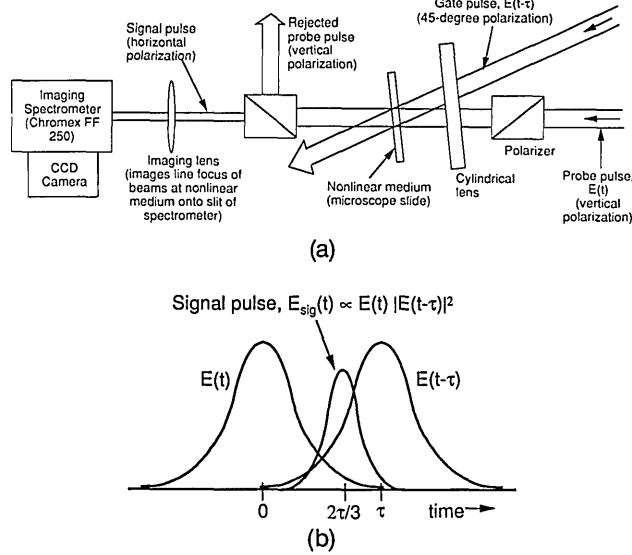 Gate pulse, E(t-τ)
(45-degree polarization)
Signal pulse
(horizontal
polarization)
Rejected
probe pulse
(vertical
polarization)
Imaging
Spectrometer
(Chromex FF
250)
CCD
Camera
Imaging lens
(images line focus of
beams at nonlinear
medium onto slit of
spectrometer)
Nonlinear medium
(microscope slide)
Cylindrical
lens
Polarizer
Probe pulse,
E(t)
(vertical
polarization)
(a)
Signal pulse, Esig(t) ∝ E(t) |E(t-τ)|²
E(t)
E(t-τ)
0
2τ/3
τ
time
(b)